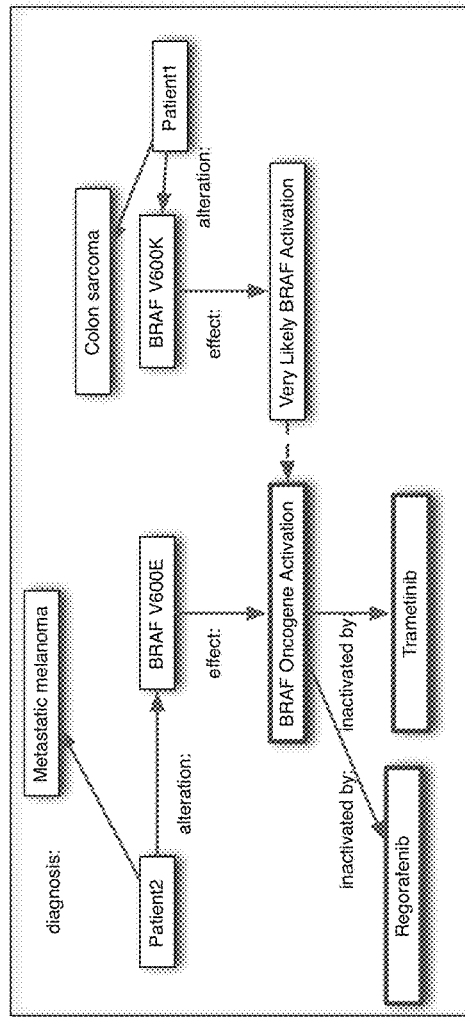 diagnosis:
Metastatic melanoma
Colon sarcoma
Patient2
alteration:
BRAF V600E
BRAF V600K
alteration:
Patient1
effect:
effect:
BRAF Oncogene Activation
Very Likely BRAF Activation
inactivated by:
inactivated by:
Regoratenib
Trametinib